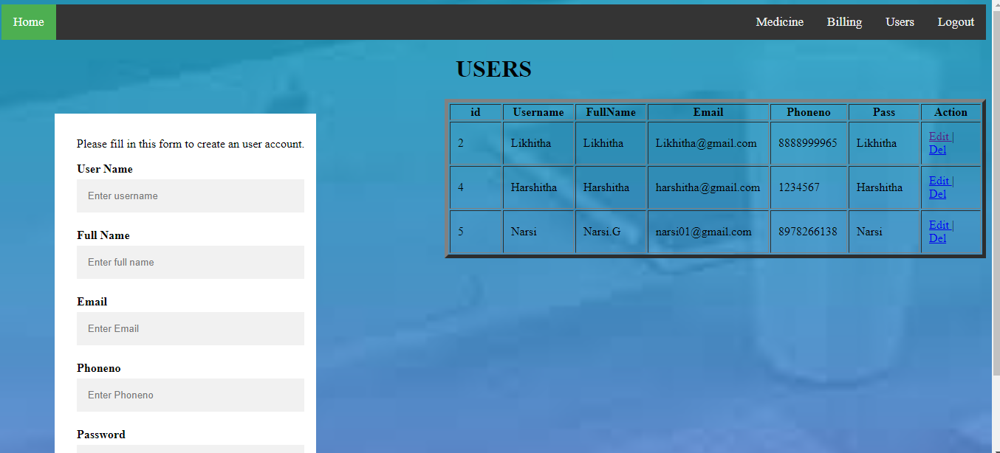 Home Medicine Billing Users Logout
USERS
id Username FullName Email Phoneno Pass Action
2 Likhitha Likhitha Likhitha@gmail.com 8888999965 Likhitha Edit |
Del
4 Harshitha Harshitha harshitha@gmail.com 1234567 Harshitha Edit |
Del
5 Narsi Narsi.G narsi01@gmail.com 8978266138 Narsi Edit |
Del
Please fill in this form to create an user account.
User Name
Enter username
Full Name
Enter full name
Email
Enter Email
Phoneno
Enter Phoneno
Password